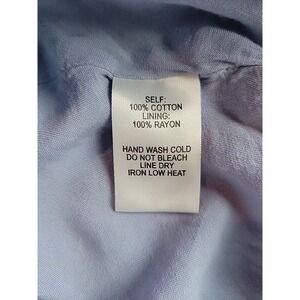 SELF:
100% COTTON
LINING:
100% RAYON
HAND WASH COLD
DO NOT BLEACH
LINE DRY
IRON LOW HEAT